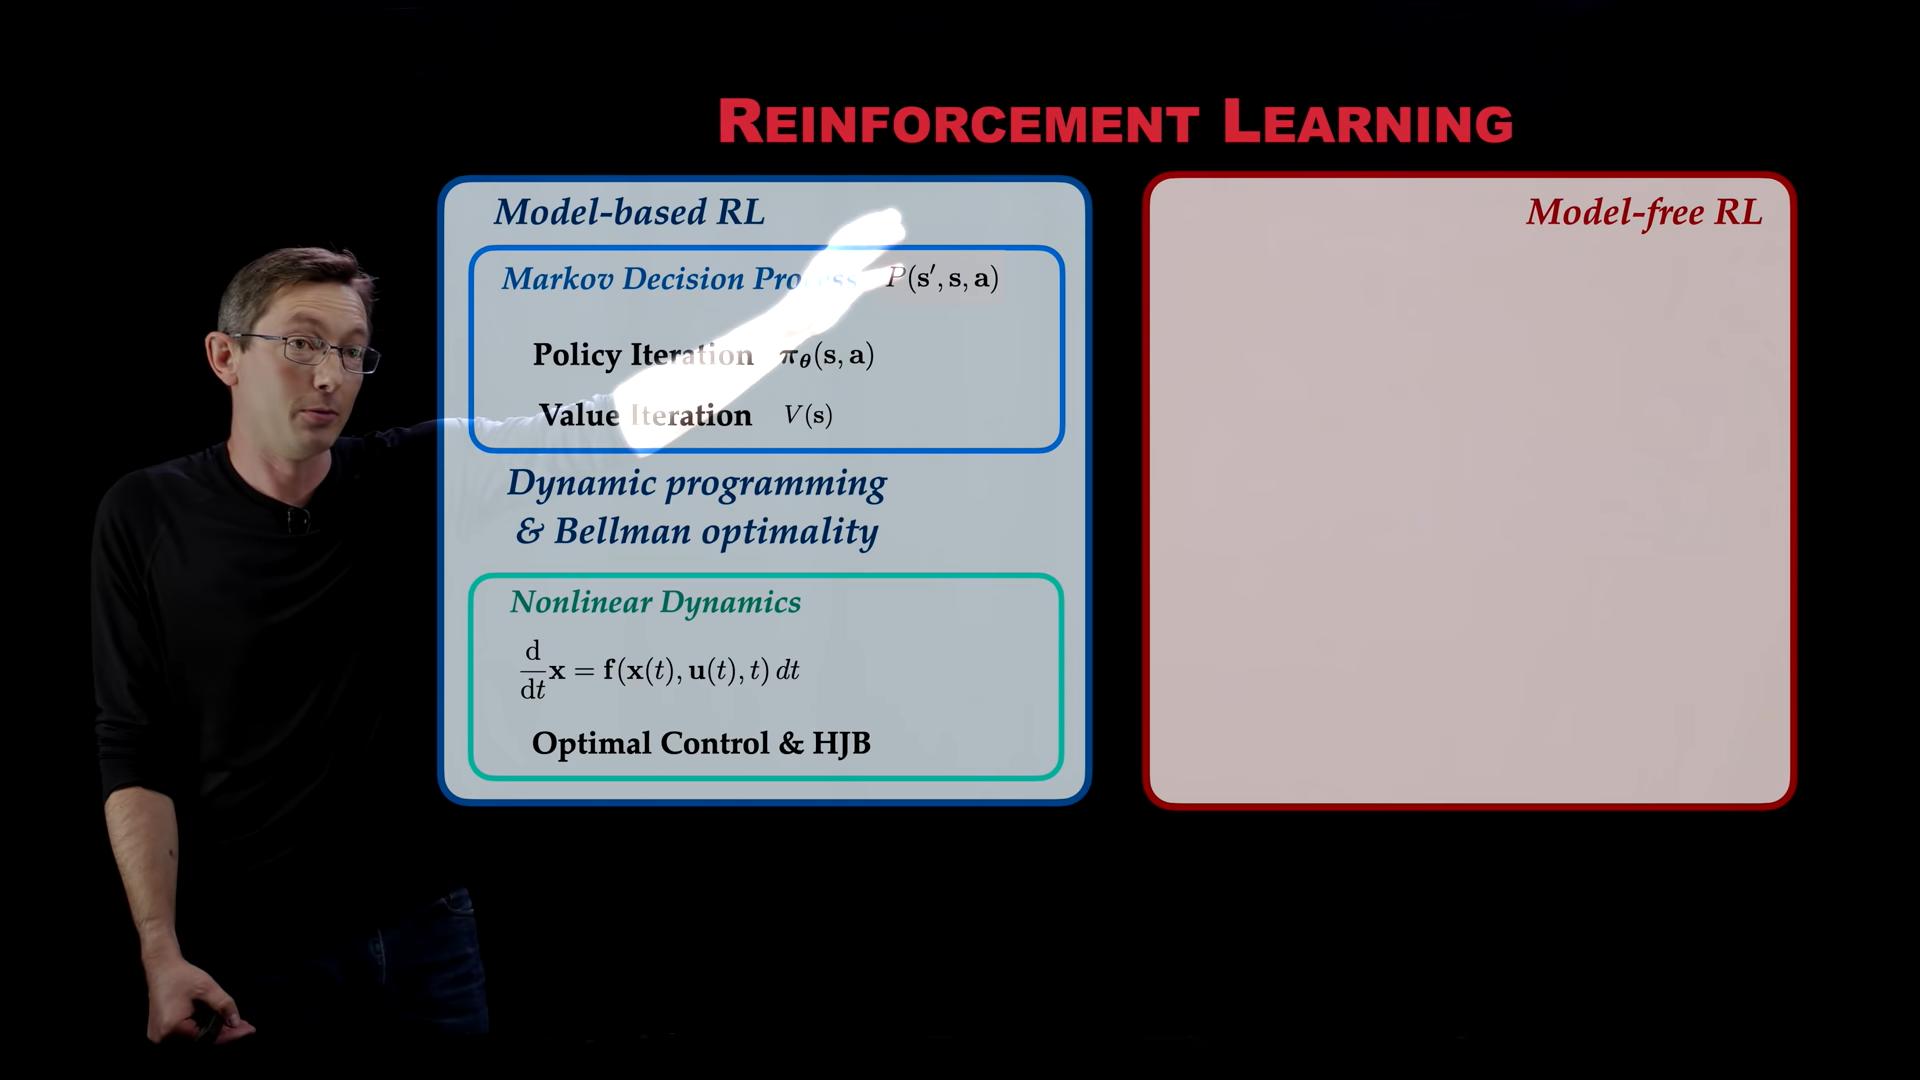 REINFORCEMENT LEARNING
Model-based RL
Markov Decision Process P(s′, s, a)
Policy Iteration π_θ(s, a)
Value Iteration V(s)
Dynamic programming
& Bellman optimality
Nonlinear Dynamics
d/dt x = f(x(t), u(t), t) dt
Optimal Control & HJB
Model-free RL